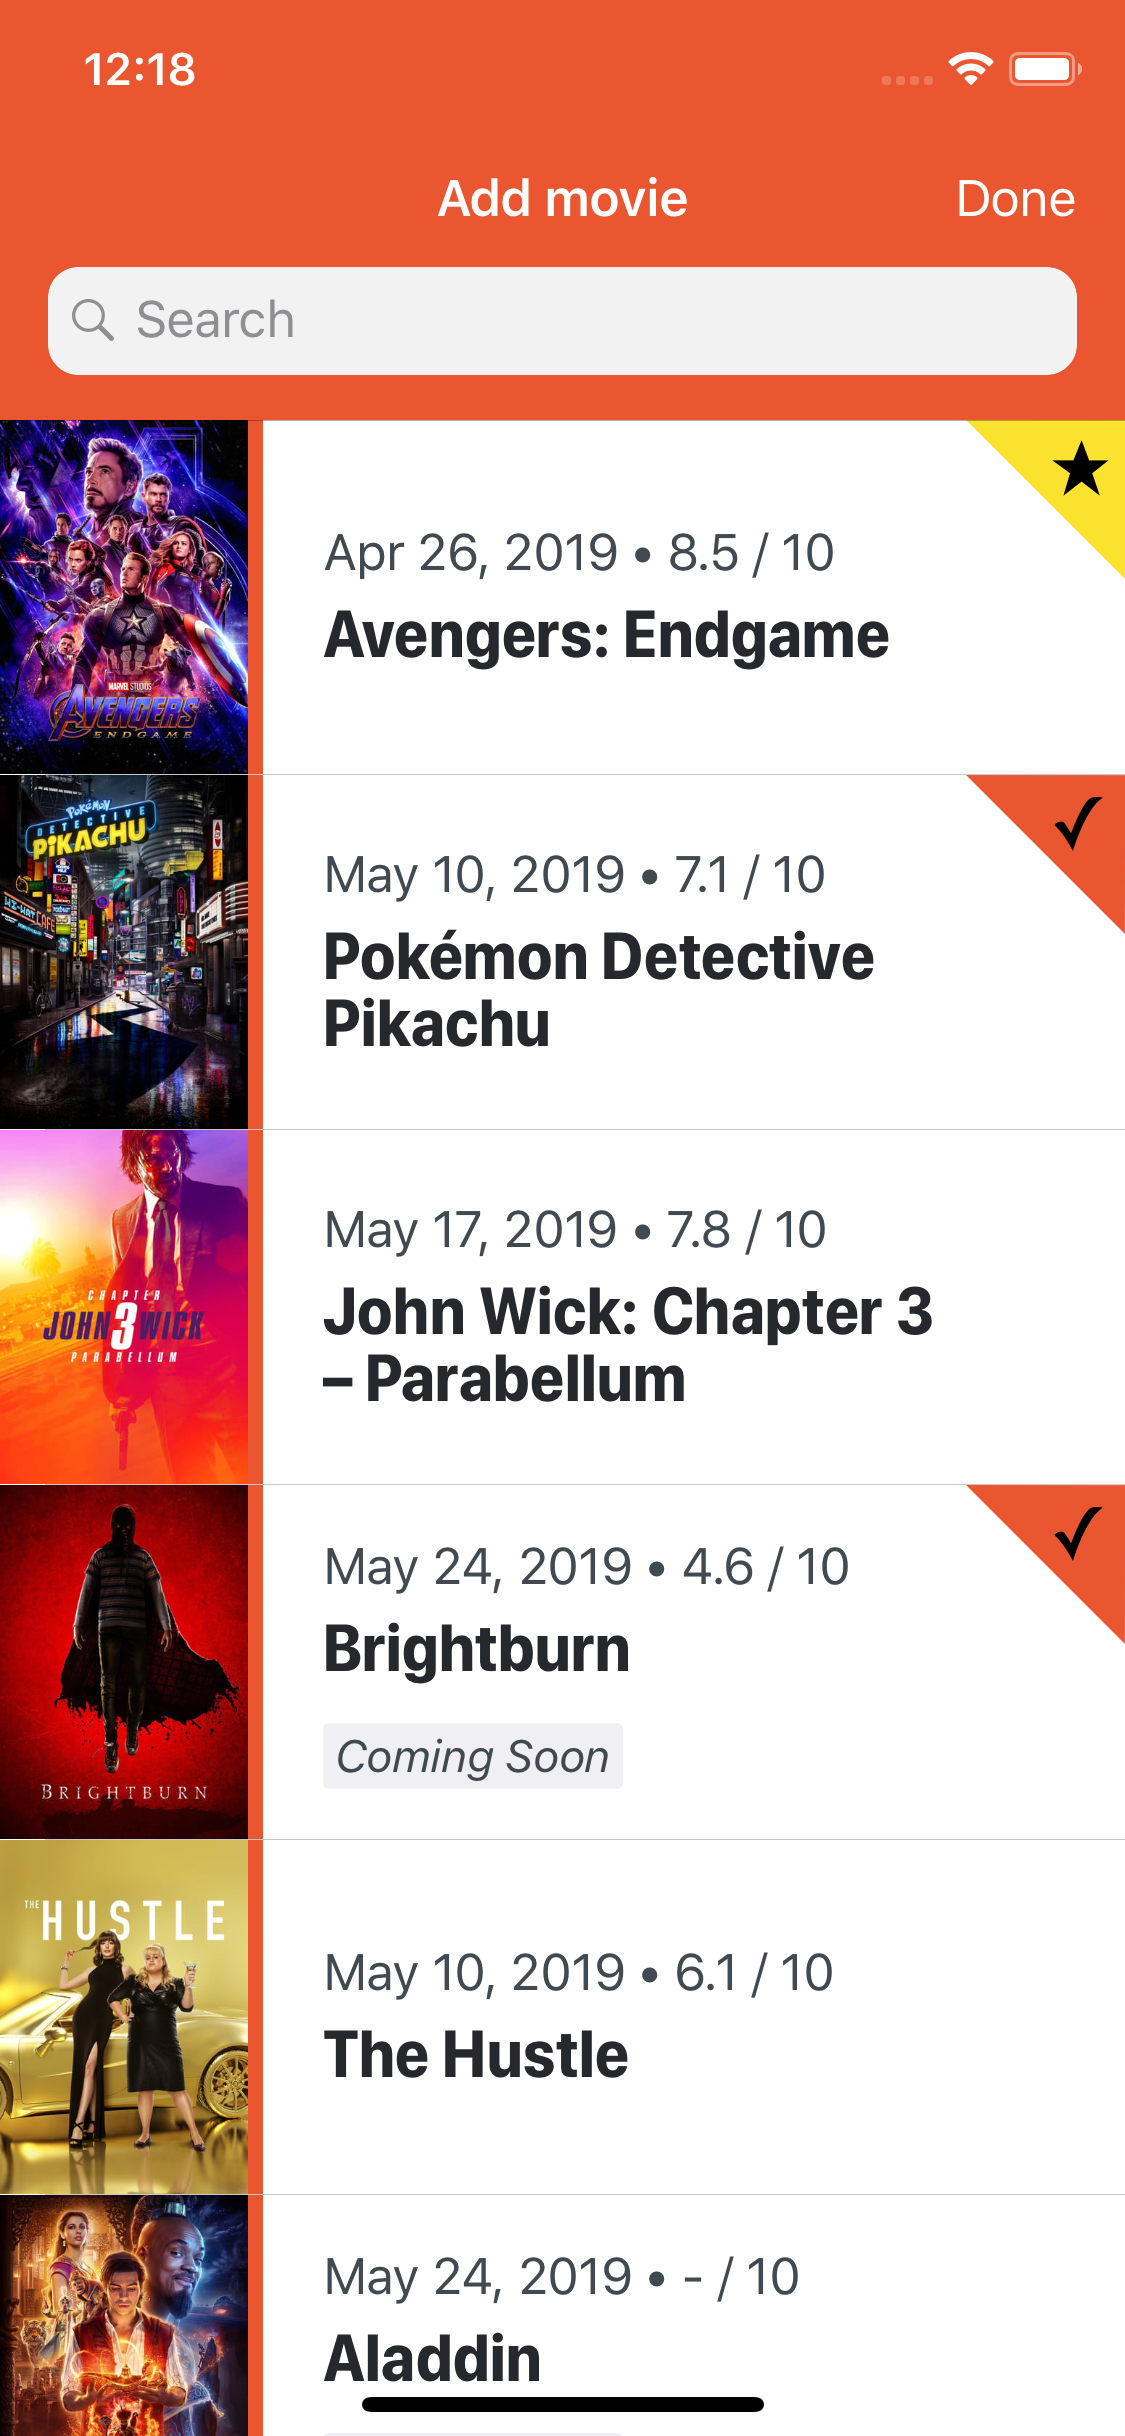 12:18
Add movie
Done
Search
MARVEL STUDIOS
AVENGERS
ENDGAME
Apr 26, 2019 • 8.5 / 10
Avengers: Endgame
POKÉMON
DETECTIVE
PIKACHU
HI-HAT CAFE
May 10, 2019 • 7.1 / 10
Pokémon Detective
Pikachu
CHAPTER
JOHN 3 WICK
PARABELLUM
May 17, 2019 • 7.8 / 10
John Wick: Chapter 3
– Parabellum
BRIGHTBURN
May 24, 2019 • 4.6 / 10
Brightburn
Coming Soon
THE HUSTLE
May 10, 2019 • 6.1 / 10
The Hustle
May 24, 2019 • - / 10
Aladdin